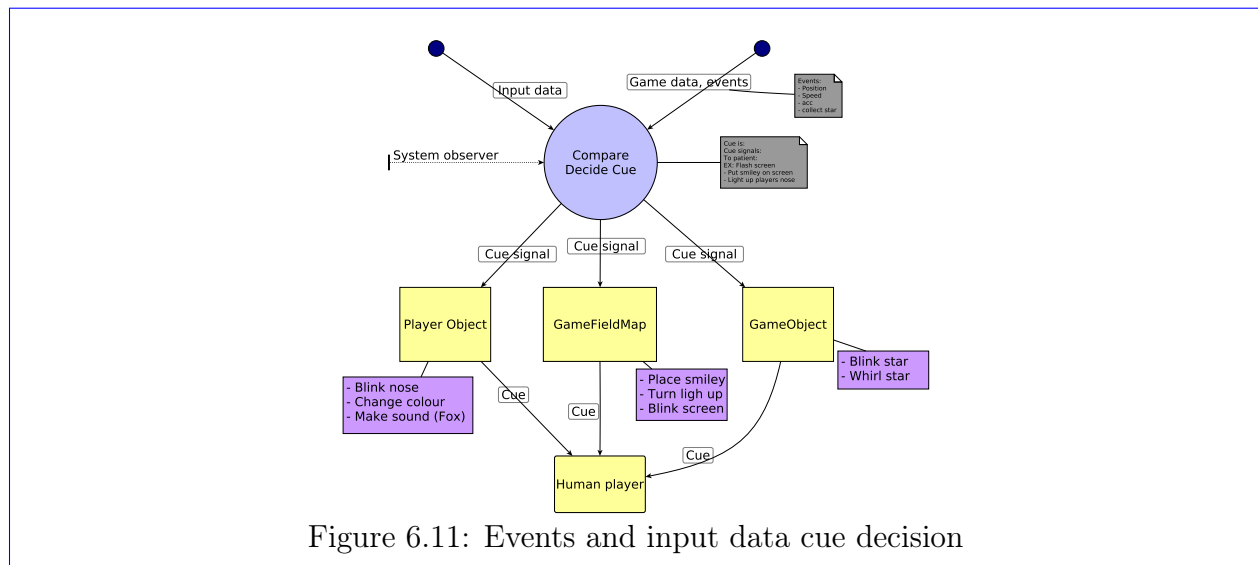 Input data
Game data, events
Events:
- Position
- Speed
- acc
- collect star
System observer
Compare
Decide Cue
Cue is:
Cue signals:
To patient:
EX: Flash screen
- Put smiley on screen
- Light up players nose
Cue signal
Cue signal
Cue signal
Player Object
GameFieldMap
GameObject
- Blink nose
- Change colour
- Make sound (Fox)
- Place smiley
- Turn ligh up
- Blink screen
- Blink star
- Whirl star
Cue
Cue
Cue
Human player
Figure 6.11: Events and input data cue decision